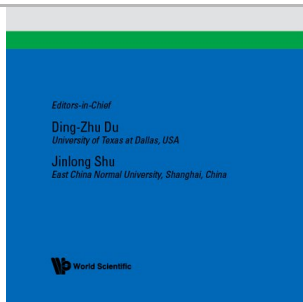 Editors-in-Chief
Ding-Zhu Du
University of Texas at Dallas, USA
Jinlong Shu
East China Normal University, Shanghai, China
World Scientific